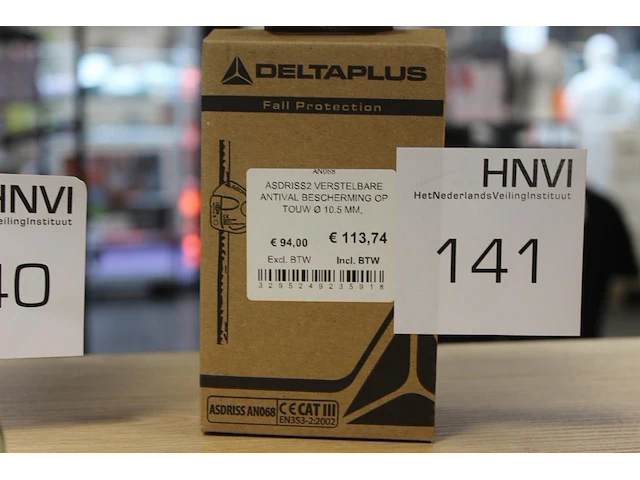 DELTAPLUS
Fall Protection
AN068
ASDRISS2 VERSTELBARE
ANTIVAL BESCHERMING OP
TOUW Ø 10.5 MM,
€ 94,00 € 113,74
Excl. BTW Incl. BTW
3295249235918
ASDRISS AN068
CE CAT III
EN353-2:2002
HNVI
HetNederlandsVeilingInstituut
141
HNVI
eilingInstituut
40